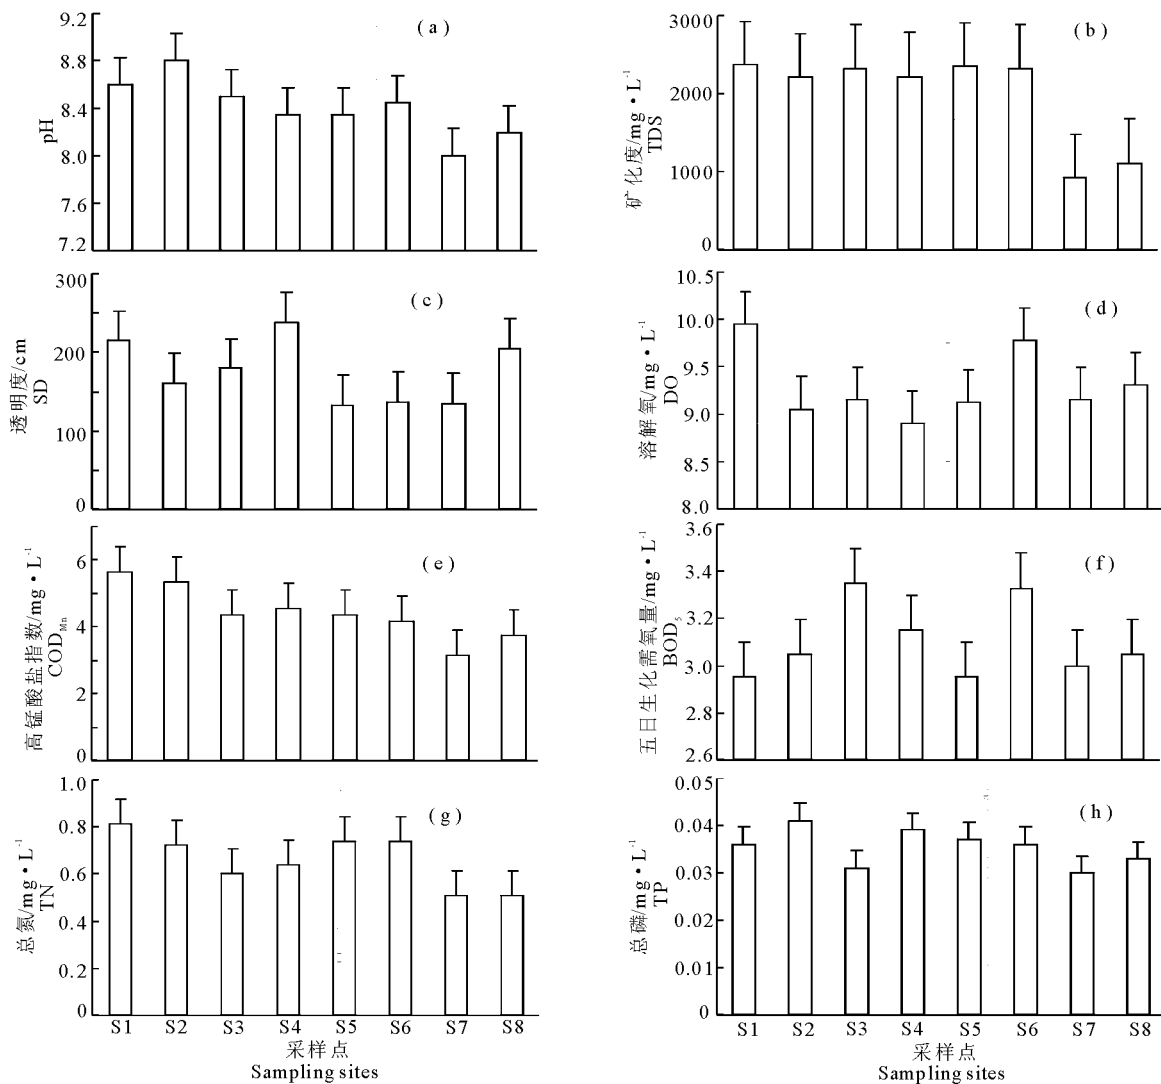 (a)
9.2
8.8
8.4
8.0
7.6
7.2
pH
(b)
3000
2000
1000
0
矿化度/mg·L⁻¹
TDS
(c)
300
200
100
0
透明度/cm
SD
(d)
10.5
10.0
9.5
9.0
8.5
8.0
溶解氧/mg·L⁻¹
DO
(e)
6
4
2
0
高锰酸盐指数/mg·L⁻¹
COD_Mn
(f)
3.6
3.4
3.2
3.0
2.8
2.6
五日生化需氧量/mg·L⁻¹
BOD₅
(g)
1.0
0.8
0.6
0.4
0.2
0
总氮/mg·L⁻¹
TN
S1 S2 S3 S4 S5 S6 S7 S8
采样点
Sampling sites
(h)
0.05
0.04
0.03
0.02
0.01
0
总磷/mg·L⁻¹
TP
S1 S2 S3 S4 S5 S6 S7 S8
采样点
Sampling sites